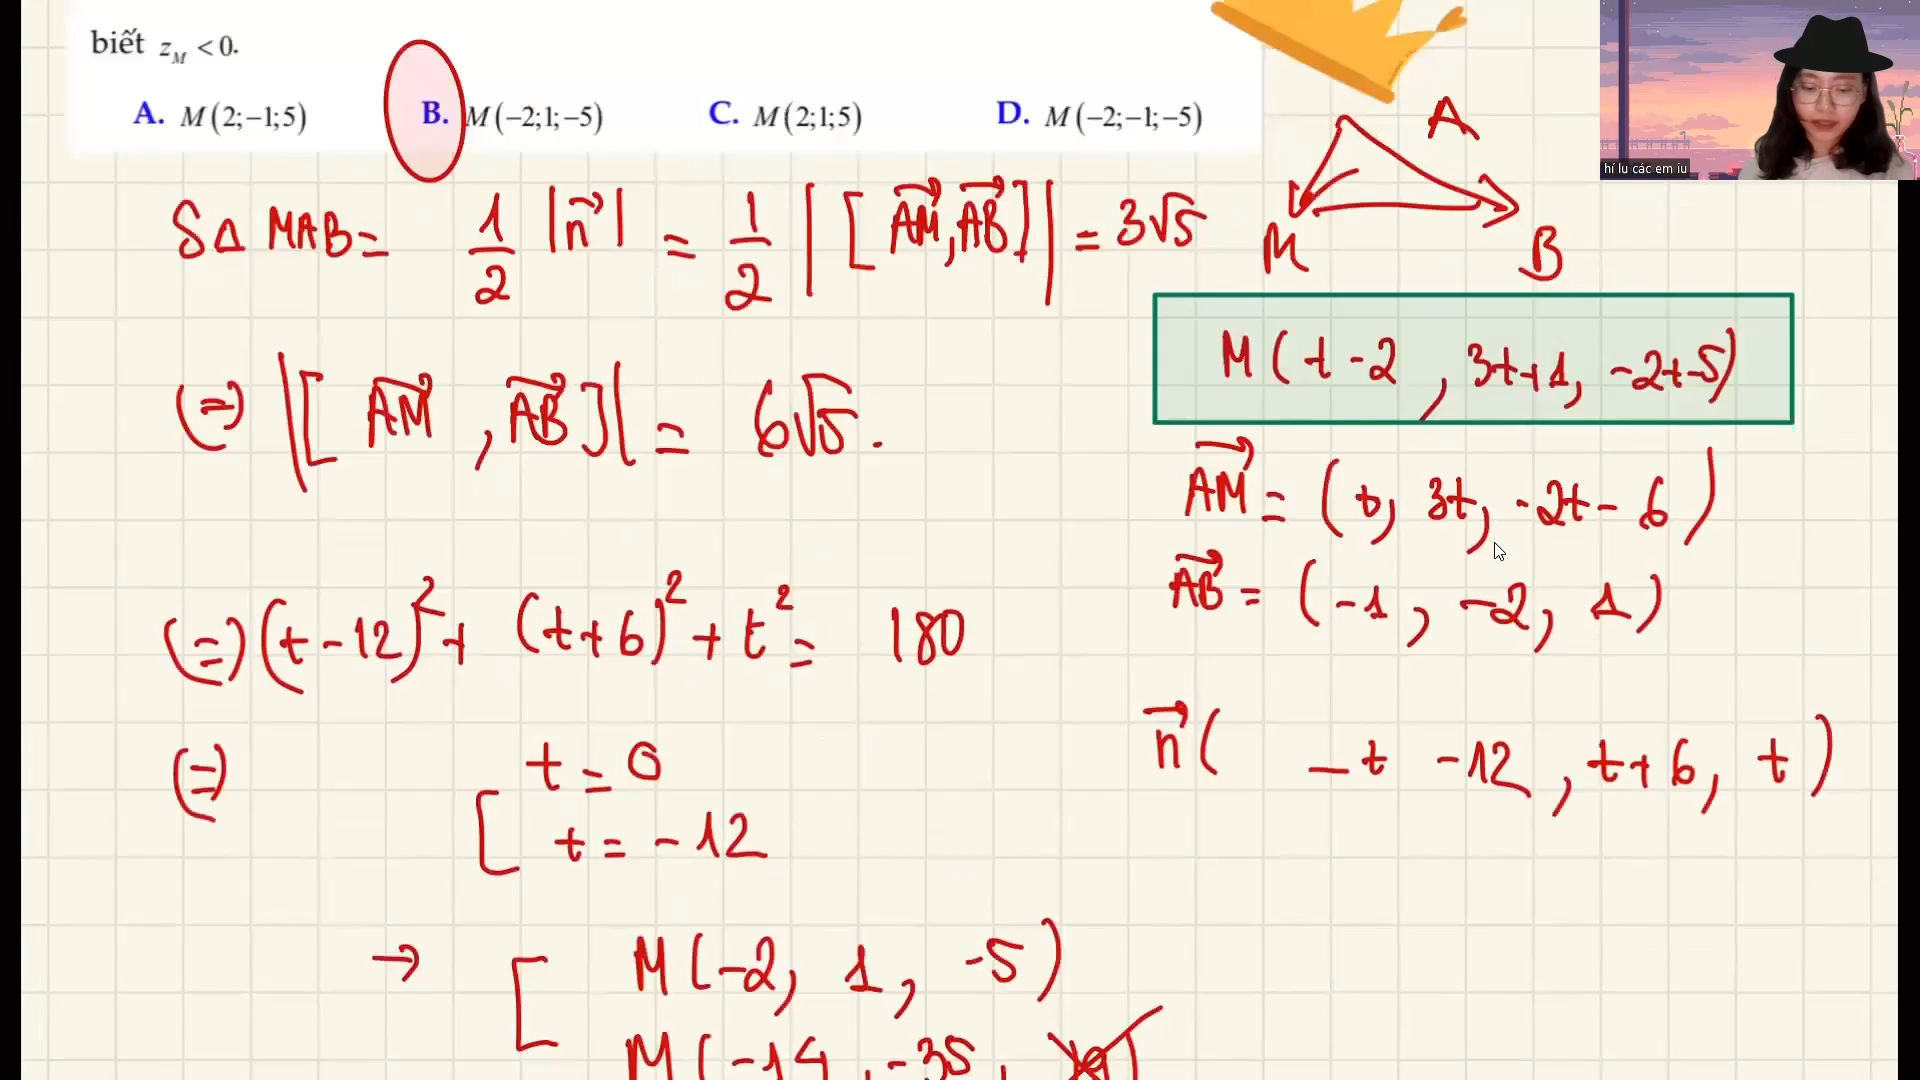 biết z_M < 0.
A. M(2;−1;5) B. M(−2;1;−5) C. M(2;1;5) D. M(−2;−1;−5)
hí lu các em iu
A
M
B
SΔ MAB = 1/2 |n⃗| = 1/2 |[AM⃗, AB⃗]| = 3√5
(=) |[AM⃗, AB⃗]| = 6√5.
M(t-2, 3t+1, -2t-5)
AM⃗ = (t, 3t, -2t-6)
AB⃗ = (-1, -2, 1)
(=) (t-12)² + (t+6)² + t² = 180
n⃗( -t -12, t+6, t)
(=) [ t = 0
t = -12
→ [ M(-2, 1, -5)
M(-14, -35,